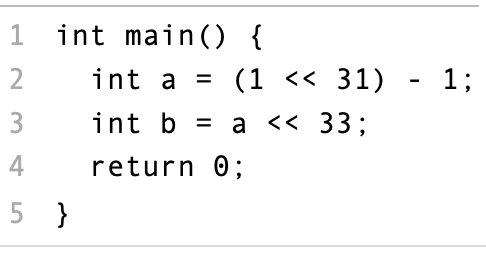 1 int main() {
2 int a = (1 << 31) - 1;
3 int b = a << 33;
4 return 0;
5 }